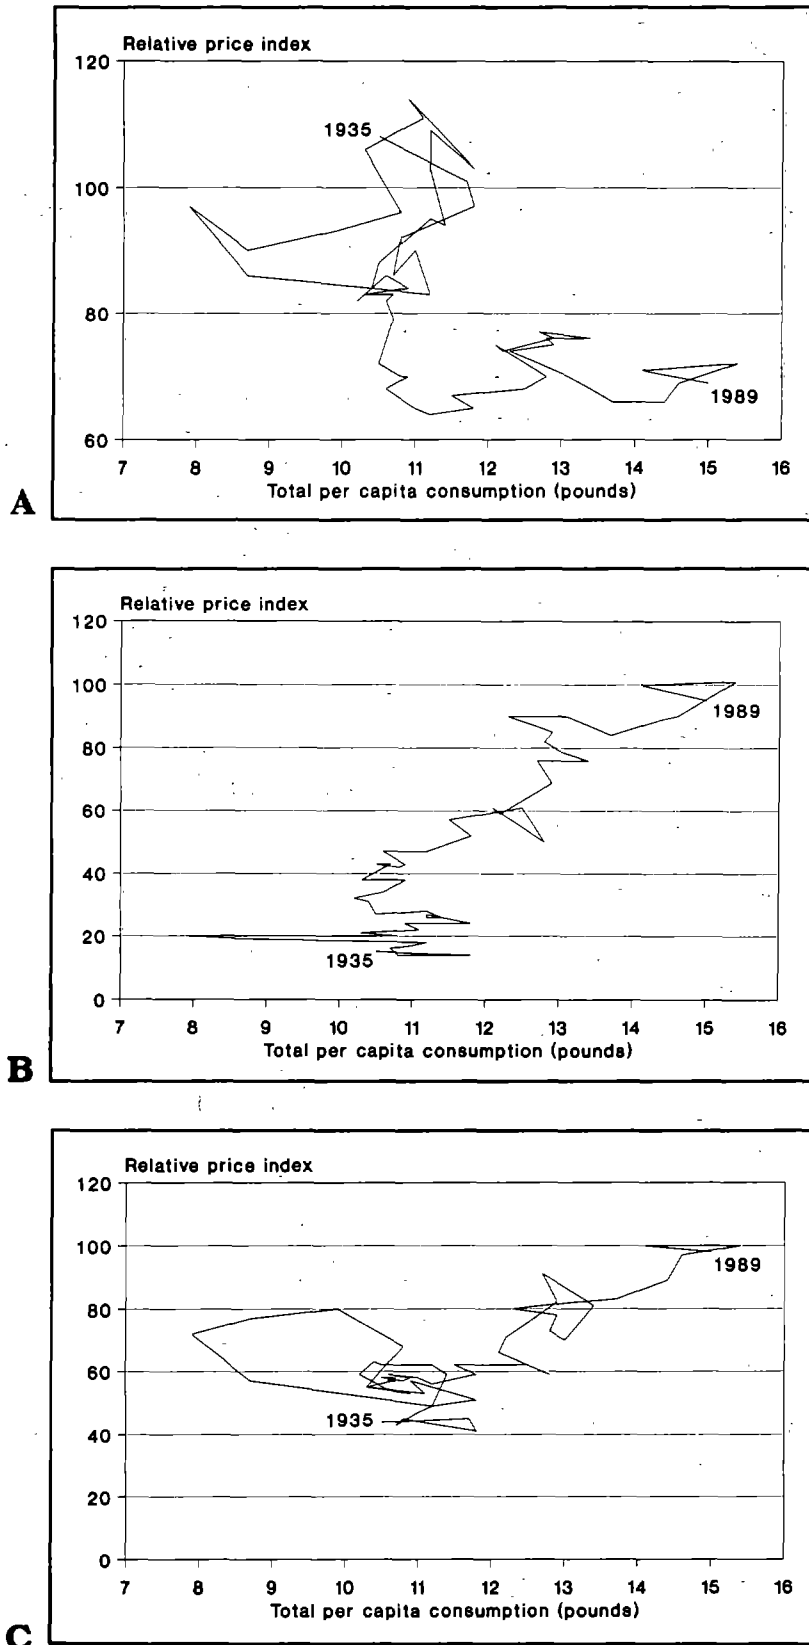 Relative price index
120
1935
100
80
1989
60
7 8 9 10 11 12 13 14 15 16
Total per capita consumption (pounds)
A
Relative price index
120
100
1989
80
60
40
20
1935
0
7 8 9 10 11 12 13 14 15 16
Total per capita consumption (pounds)
B
Relative price index
120
100
1989
80
60
1935
40
20
0
7 8 9 10 11 12 13 14 15 16
Total per capita consumption (pounds)
C